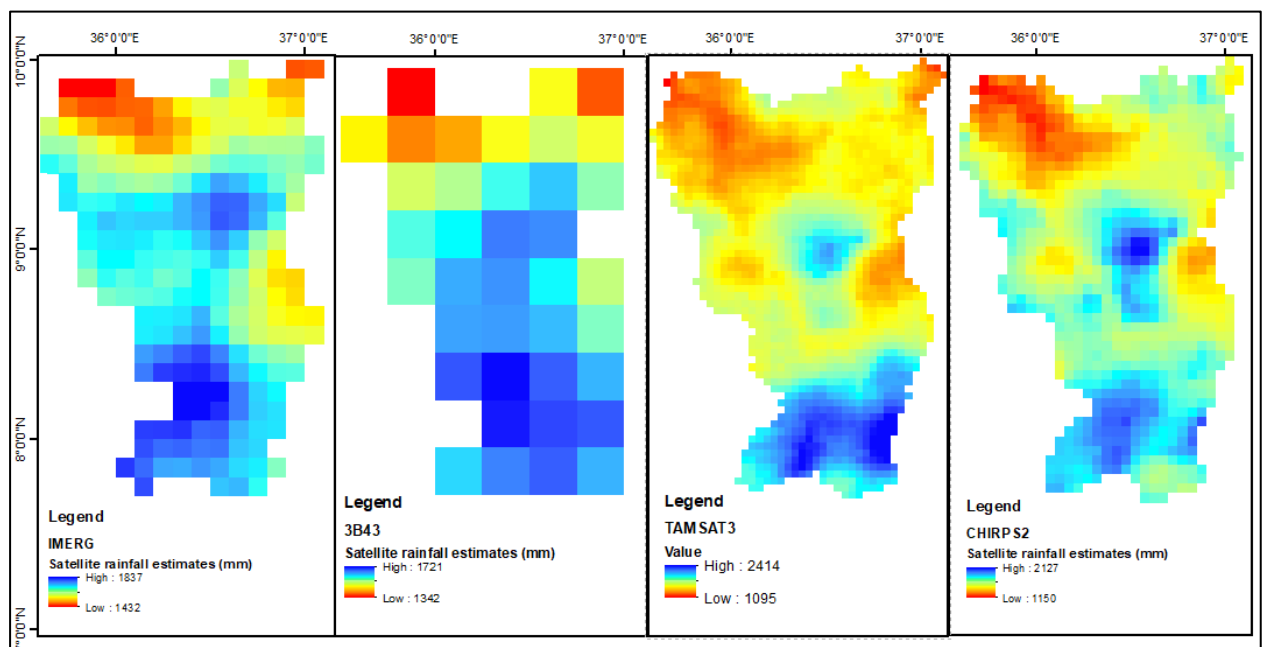 36°0'0"E 37°0'0"E 36°0'0"E 37°0'0"E 36°0'0"E 37°0'0"E 36°0'0"E 37°0'0"E
10°0'0"N
9°0'0"N
8°0'0"N
7°0'0"N
Legend
IMERG
Satellite rainfall estimates (mm)
High : 1837
Low : 1432
Legend
3B43
Satellite rainfall estimates (mm)
High : 1721
Low : 1342
Legend
TAMSAT3
Value
High : 2414
Low : 1095
Legend
CHIRPS2
Satellite rainfall estimates (mm)
High : 2127
Low : 1150